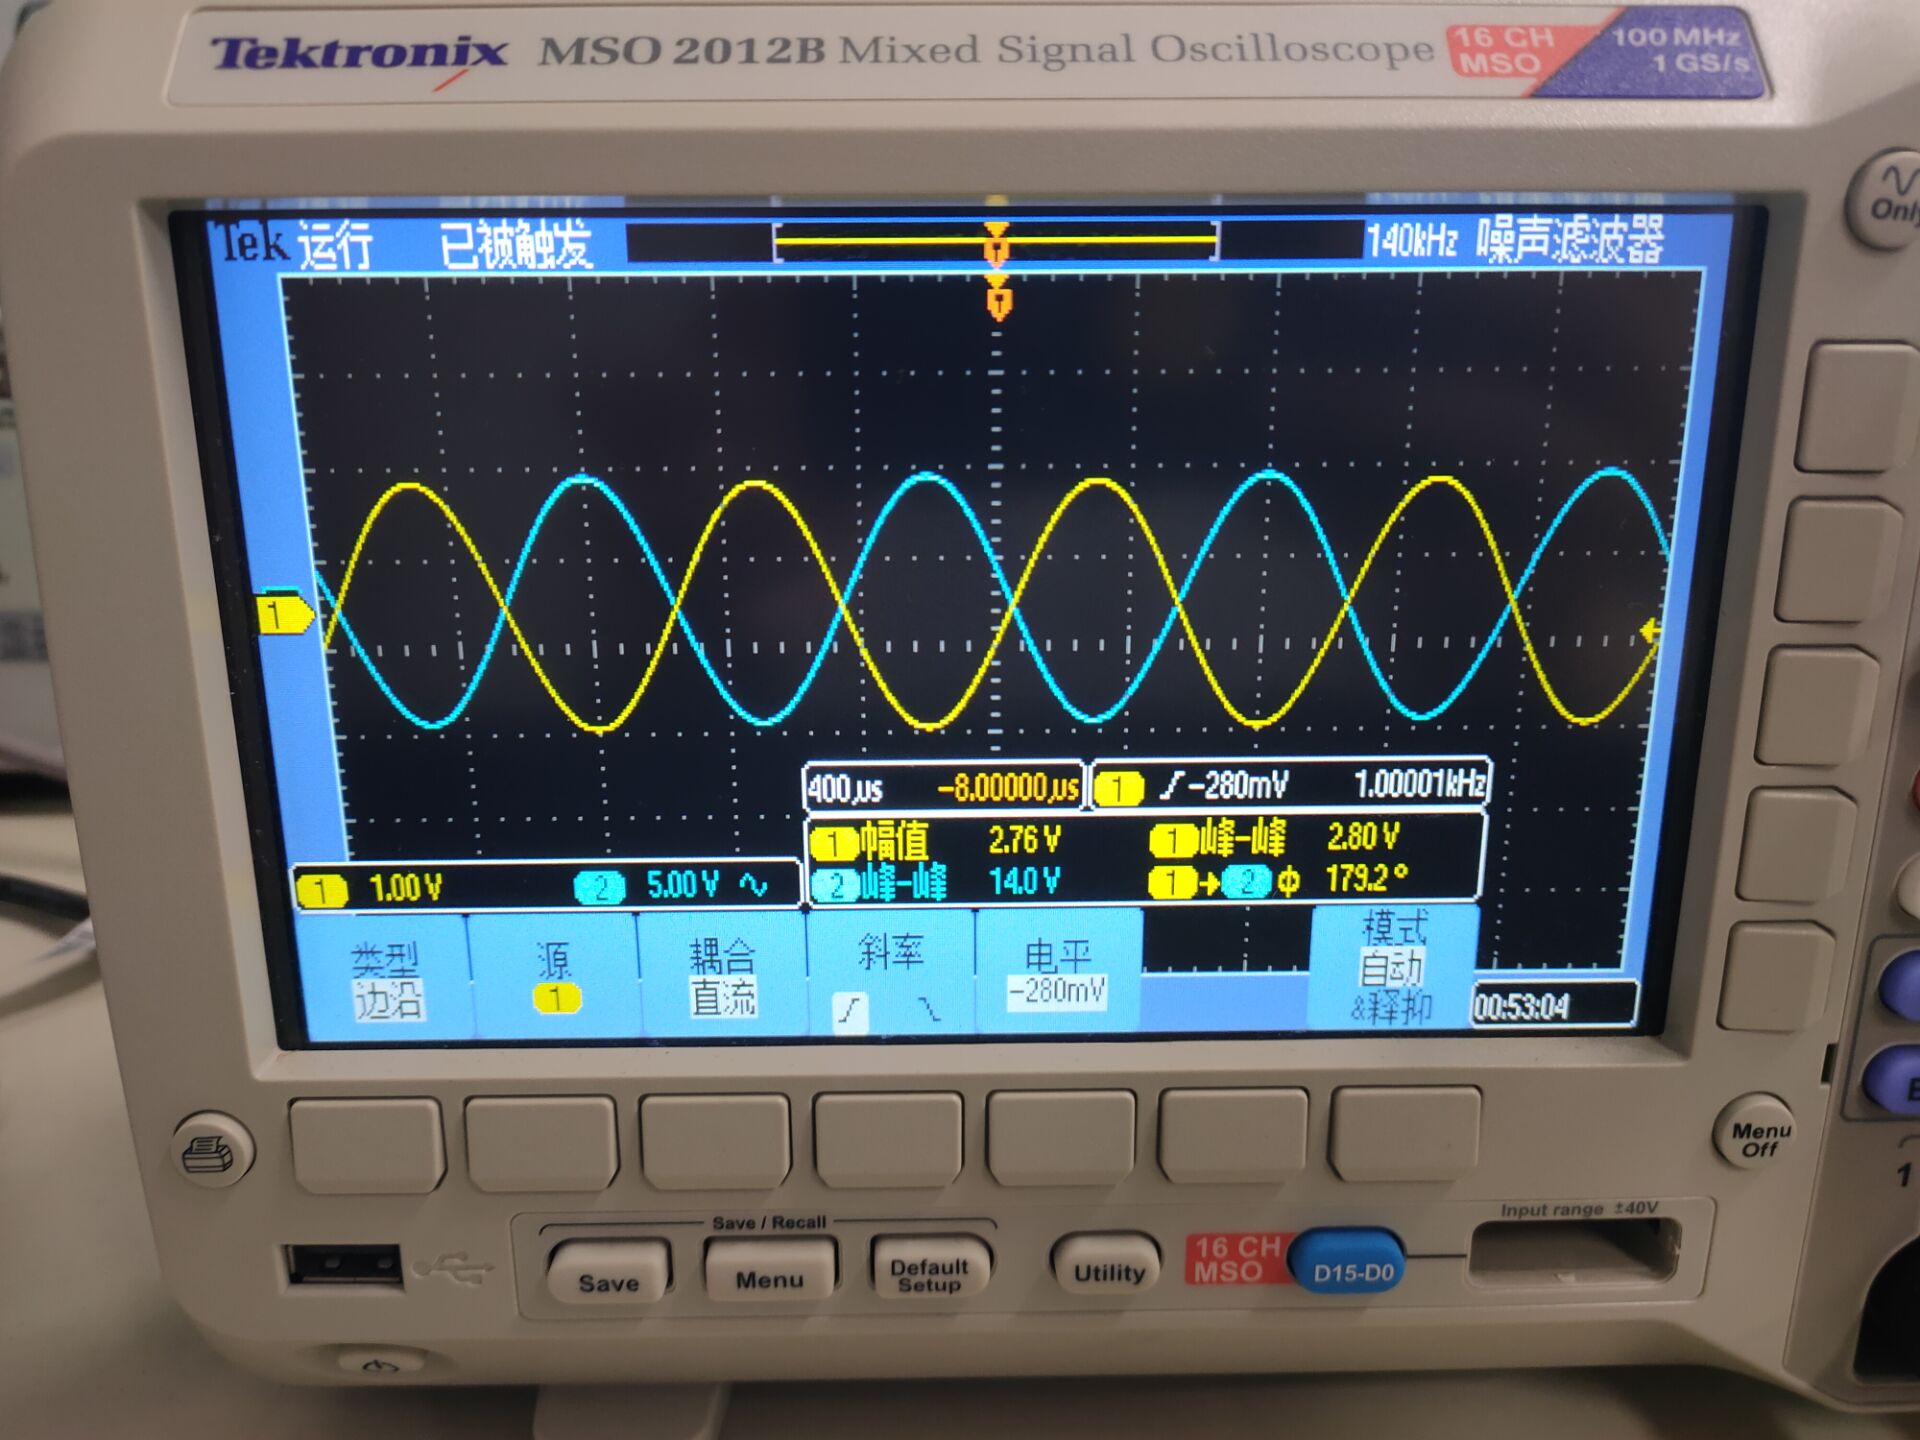 Tektronix MSO 2012B Mixed Signal Oscilloscope 16 CH MSO 100 MHz 1 GS/s
Tek 运行 已被触发 T 140kHz 噪声滤波器
T
1
400µs -8.00000µs 1 -280mV 1.00001kHz
1 幅值 2.76 V 1 峰-峰 2.80 V
2 峰-峰 14.0 V 1→2 Φ 179.2°
1 1.00 V 2 5.00 V
类型 源 耦合 斜率 电平 模式
边沿 1 直流 -280mV 自动
&释抑 00:53:04
Menu
Off
Save / Recall
Save Menu Default Setup Utility 16 CH MSO D15-D0
Input range ±40V
1